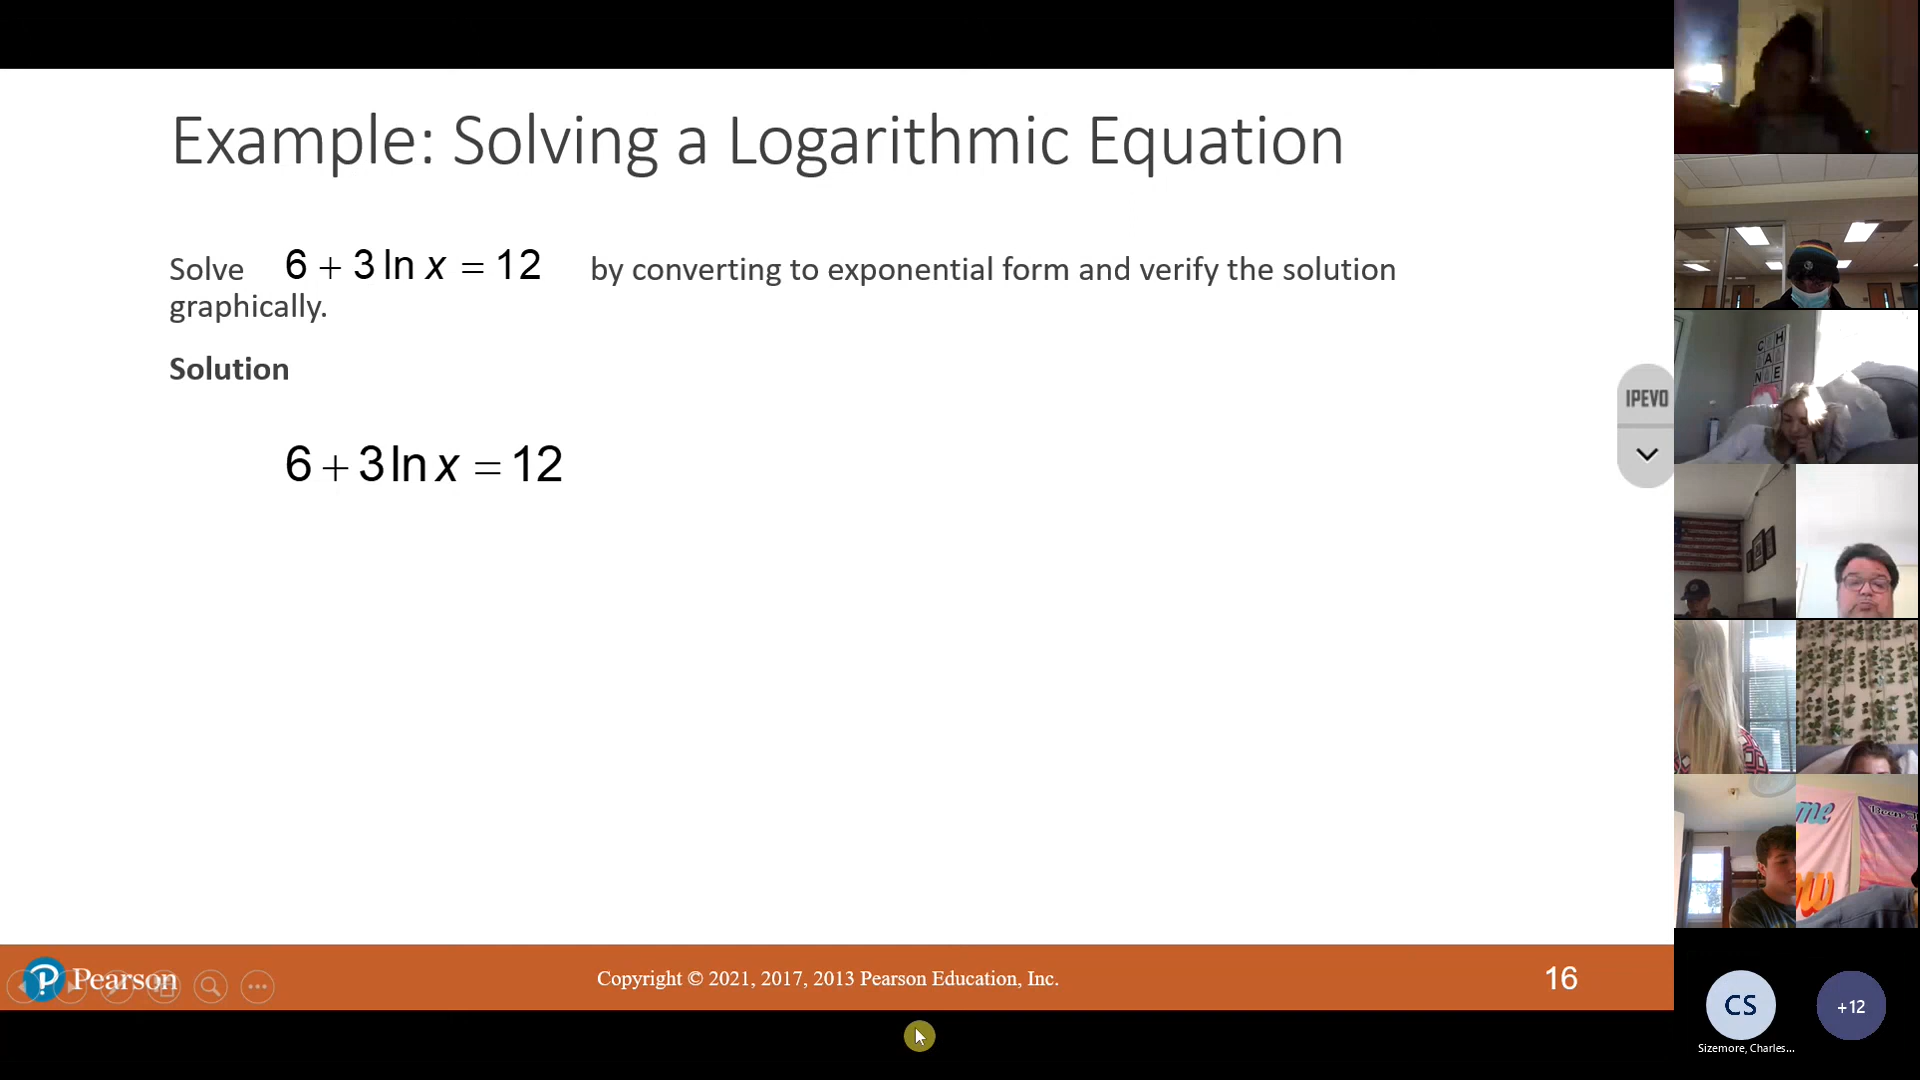 Example: Solving a Logarithmic Equation
Solve 6 + 3 ln x = 12 by converting to exponential form and verify the solution
graphically.
Solution
6 + 3 ln x = 12
IPEVO
Pearson
Copyright © 2021, 2017, 2013 Pearson Education, Inc.
16
C H
A
N E
me
Been
CS
+12
Sizemore, Charles...